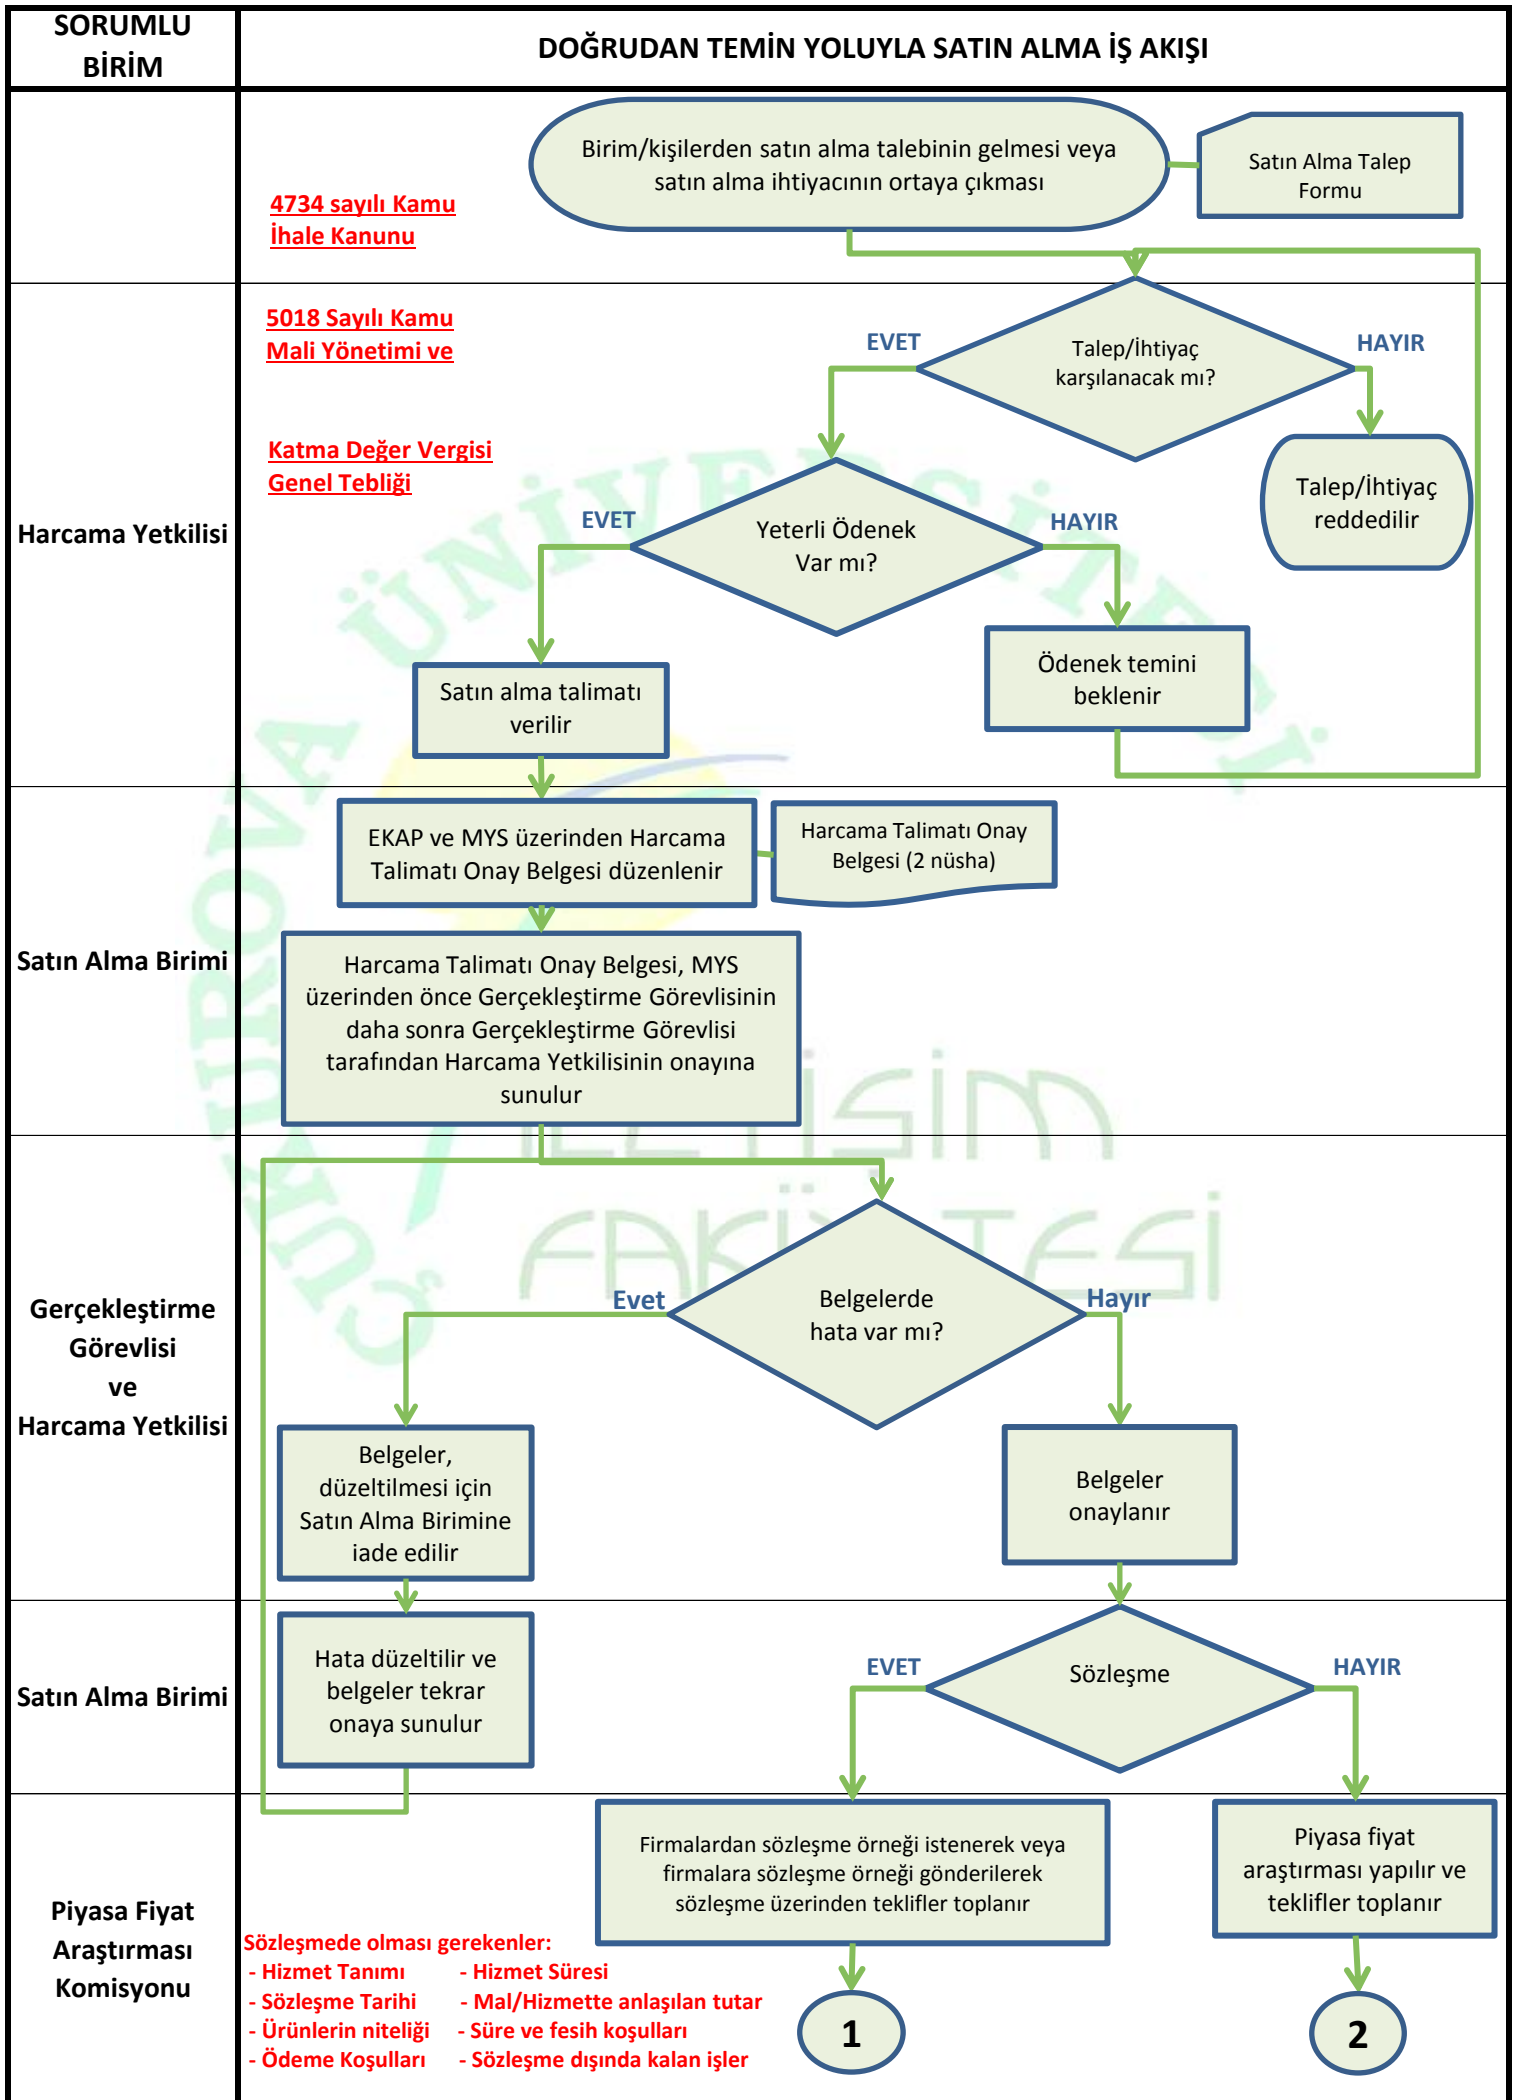 SORUMLU
BİRİM
DOĞRUDAN TEMİN YOLUYLA SATIN ALMA İŞ AKIŞI
Birim/kişilerden satın alma talebinin gelmesi veya
satın alma ihtiyacının ortaya çıkması
Satın Alma Talep
Formu
4734 sayılı Kamu
İhale Kanunu
5018 Sayılı Kamu
Mali Yönetimi ve
Katma Değer Vergisi
Genel Tebliği
Harcama Yetkilisi
EVET
Talep/İhtiyaç
karşılanacak mı?
HAYIR
Talep/İhtiyaç
reddedilir
EVET
Yeterli Ödenek
Var mı?
HAYIR
Satın alma talimatı
verilir
Ödenek temini
beklenir
Satın Alma Birimi
EKAP ve MYS üzerinden Harcama
Talimatı Onay Belgesi düzenlenir
Harcama Talimatı Onay
Belgesi (2 nüsha)
Harcama Talimatı Onay Belgesi, MYS
üzerinden önce Gerçekleştirme Görevlisinin
daha sonra Gerçekleştirme Görevlisi
tarafından Harcama Yetkilisinin onayına
sunulur
Gerçekleştirme
Görevlisi
ve
Harcama Yetkilisi
Evet
Belgelerde
hata var mı?
Hayır
Belgeler,
düzeltilmesi için
Satın Alma Birimine
iade edilir
Belgeler
onaylanır
Satın Alma Birimi
Hata düzeltilir ve
belgeler tekrar
onaya sunulur
EVET
Sözleşme
HAYIR
Piyasa Fiyat
Araştırması
Komisyonu
Firmalardan sözleşme örneği istenerek veya
firmalara sözleşme örneği gönderilerek
sözleşme üzerinden teklifler toplanır
Piyasa fiyat
araştırması yapılır ve
teklifler toplanır
Sözleşmede olması gerekenler:
- Hizmet Tanımı - Hizmet Süresi
- Sözleşme Tarihi - Mal/Hizmette anlaşılan tutar
- Ürünlerin niteliği - Süre ve fesih koşulları
- Ödeme Koşulları - Sözleşme dışında kalan işler
1
2
ÇUKUROVA ÜNİVERSİTESİ